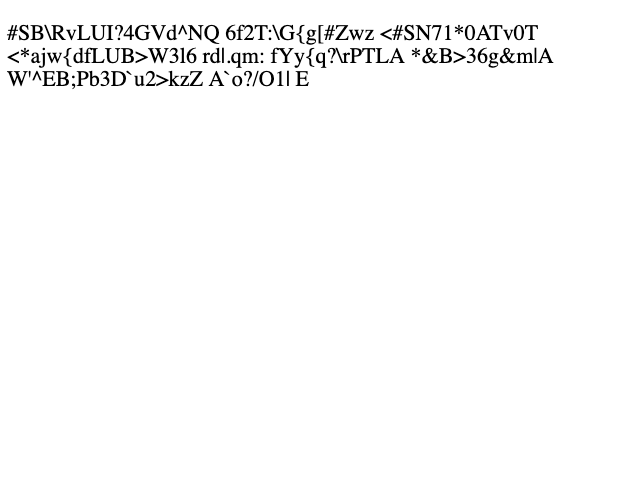 #SB\RvLUI?4GVd^NQ 6f2T:\G{g[#Zwz <#SN71*0ATv0T
<*ajw{dfLUB>W3l6 rd|.qm: fYy{q?\rPTLA *&B>36g&m|A
W'^EB;Pb3D`u2>kzZ A`o?/O1| E